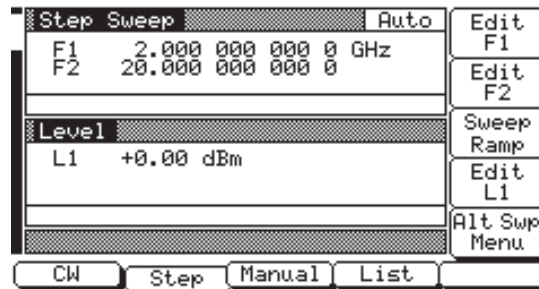 Step Sweep Auto
F1 2.000 000 000 0 GHz
F2 20.000 000 000 0
Level
L1 +0.00 dBm
Edit
F1
Edit
F2
Sweep
Ramp
Edit
L1
Alt Swp
Menu
CW Step Manual List